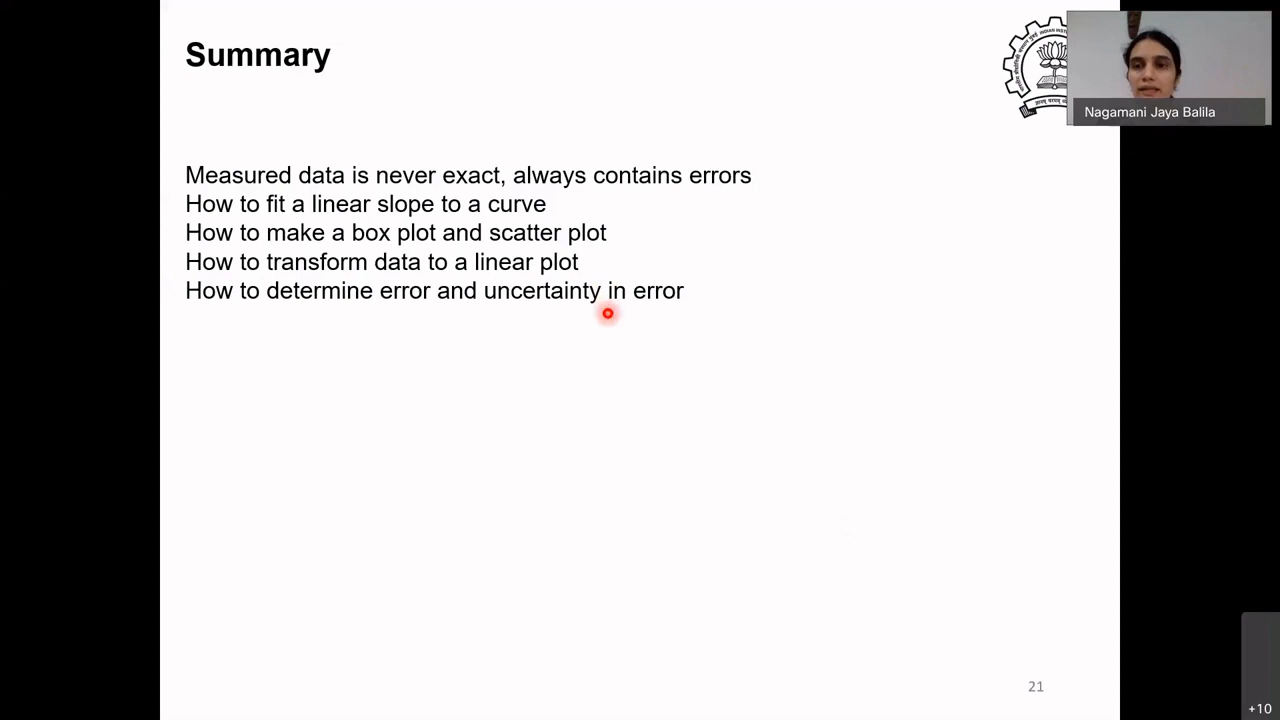 Summary
Nagamani Jaya Balila
Measured data is never exact, always contains errors
How to fit a linear slope to a curve
How to make a box plot and scatter plot
How to transform data to a linear plot
How to determine error and uncertainty in error
21
+10